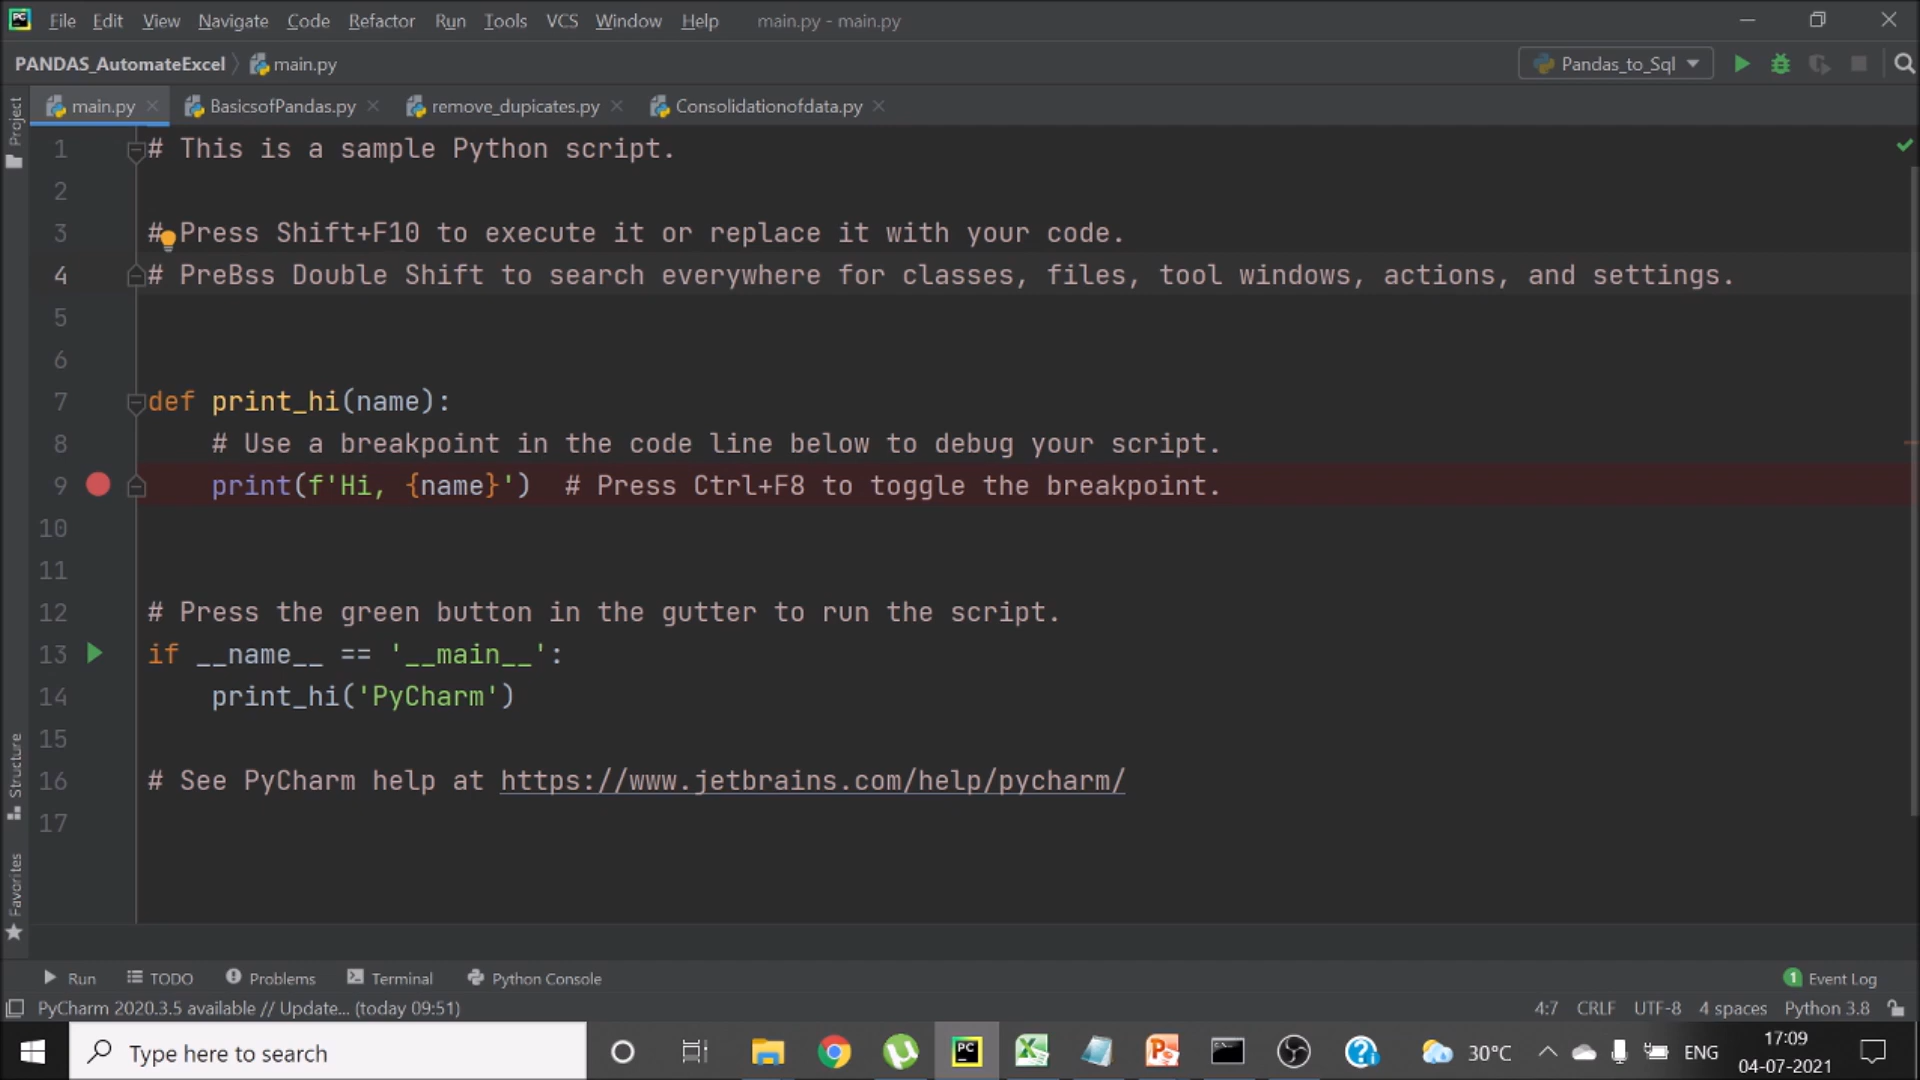 PC File Edit View Navigate Code Refactor Run Tools VCS Window Help main.py - main.py
PANDAS_AutomateExcel main.py Pandas_to_Sql
Project
main.py BasicsofPandas.py remove_dupicates.py Consolidationofdata.py
1 # This is a sample Python script.
2
3 # Press Shift+F10 to execute it or replace it with your code.
4 # PreBss Double Shift to search everywhere for classes, files, tool windows, actions, and settings.
5
6
7 def print_hi(name):
8 # Use a breakpoint in the code line below to debug your script.
9 print(f'Hi, {name}') # Press Ctrl+F8 to toggle the breakpoint.
10
11
12 # Press the green button in the gutter to run the script.
13 if __name__ == '__main__':
14 print_hi('PyCharm')
15
16 # See PyCharm help at https://www.jetbrains.com/help/pycharm/
17
Structure
Favorites
Run TODO Problems Terminal Python Console 1 Event Log
PyCharm 2020.3.5 available // Update... (today 09:51) 4:7 CRLF UTF-8 4 spaces Python 3.8
Type here to search PC 30°C ENG 17:09
04-07-2021